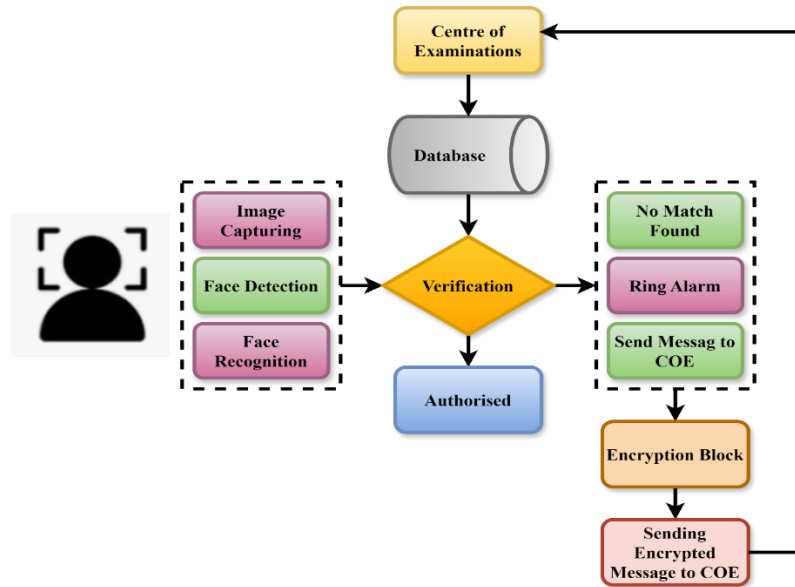 Centre of
Examinations
Database
Image
Capturing
Face Detection
Face
Recognition
Verification
No Match
Found
Ring Alarm
Send Messag to
COE
Authorised
Encryption Block
Sending
Encrypted
Message to COE